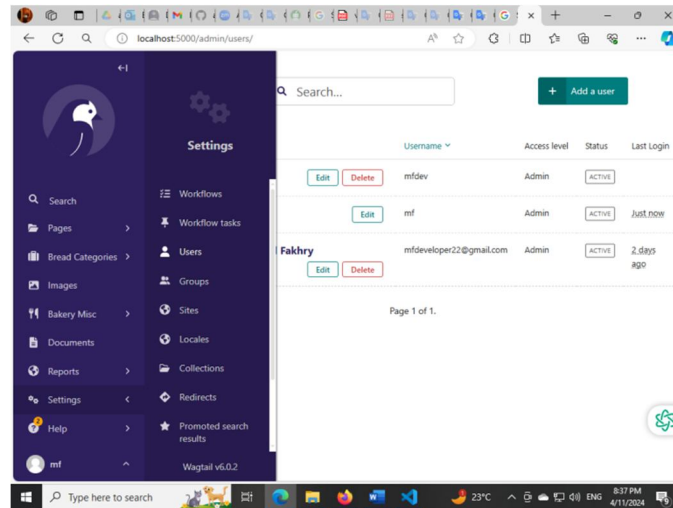 localhost:5000/admin/users/
Search...
+ Add a user
Settings
Username
Access level
Status
Last Login
Edit
Delete
mfdev
Admin
ACTIVE
Edit
mf
Admin
ACTIVE
Just now
Fakhry
Edit
Delete
mfdeveloper22@gmail.com
Admin
ACTIVE
2 days
ago
Page 1 of 1.
Search
Pages
Bread Categories
Images
Bakery Misc
Documents
Reports
Settings
Help
mf
Workflows
Workflow tasks
Users
Groups
Sites
Locales
Collections
Redirects
Promoted search
results
Wagtail v6.0.2
Type here to search
23°C
ENG
8:37 PM
4/11/2024